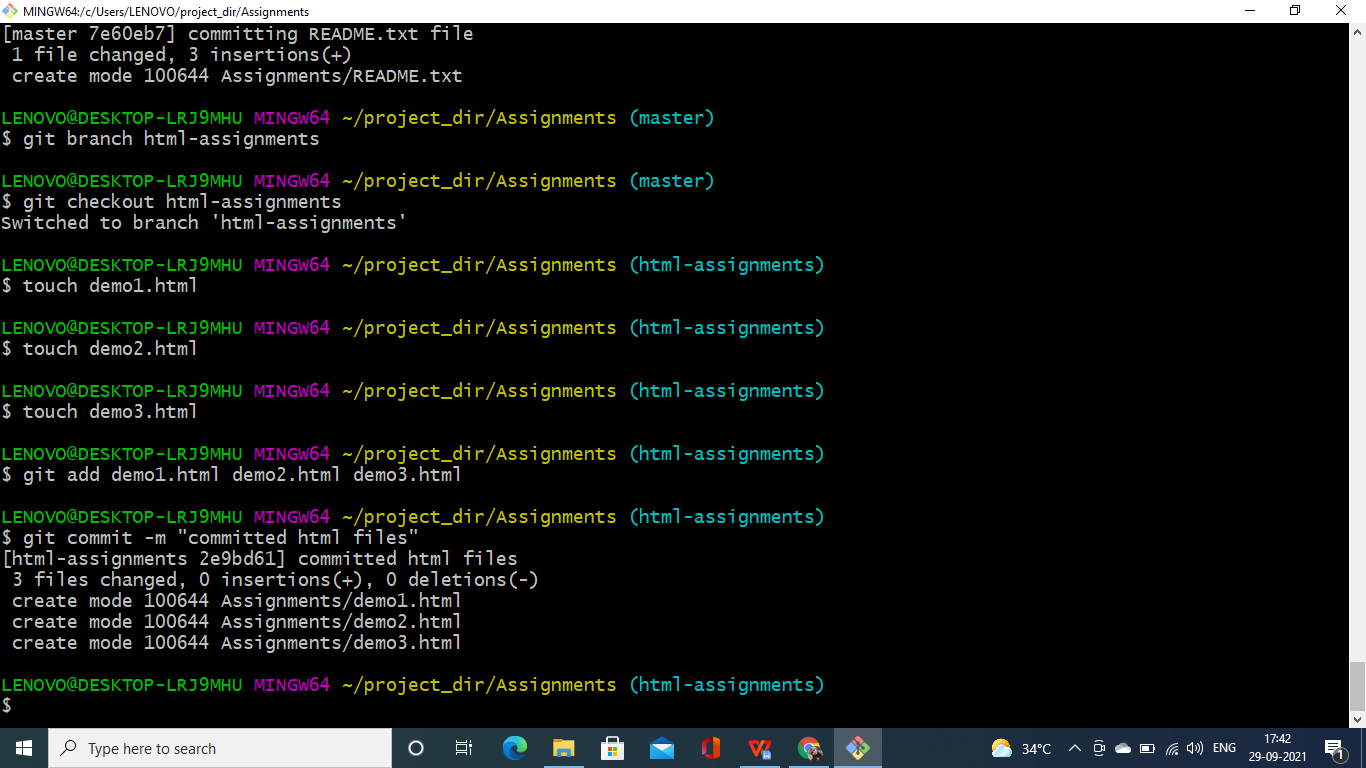 MINGW64:/c/Users/LENOVO/project_dir/Assignments
[master 7e60eb7] committing README.txt file
 1 file changed, 3 insertions(+)
 create mode 100644 Assignments/README.txt
LENOVO@DESKTOP-LRJ9MHU MINGW64 ~/project_dir/Assignments (master)
$ git branch html-assignments
LENOVO@DESKTOP-LRJ9MHU MINGW64 ~/project_dir/Assignments (master)
$ git checkout html-assignments
Switched to branch 'html-assignments'
LENOVO@DESKTOP-LRJ9MHU MINGW64 ~/project_dir/Assignments (html-assignments)
$ touch demo1.html
LENOVO@DESKTOP-LRJ9MHU MINGW64 ~/project_dir/Assignments (html-assignments)
$ touch demo2.html
LENOVO@DESKTOP-LRJ9MHU MINGW64 ~/project_dir/Assignments (html-assignments)
$ touch demo3.html
LENOVO@DESKTOP-LRJ9MHU MINGW64 ~/project_dir/Assignments (html-assignments)
$ git add demo1.html demo2.html demo3.html
LENOVO@DESKTOP-LRJ9MHU MINGW64 ~/project_dir/Assignments (html-assignments)
$ git commit -m "committed html files"
[html-assignments 2e9bd61] committed html files
 3 files changed, 0 insertions(+), 0 deletions(-)
 create mode 100644 Assignments/demo1.html
 create mode 100644 Assignments/demo2.html
 create mode 100644 Assignments/demo3.html
LENOVO@DESKTOP-LRJ9MHU MINGW64 ~/project_dir/Assignments (html-assignments)
$
Type here to search
34°C
ENG
17:42
29-09-2021
1